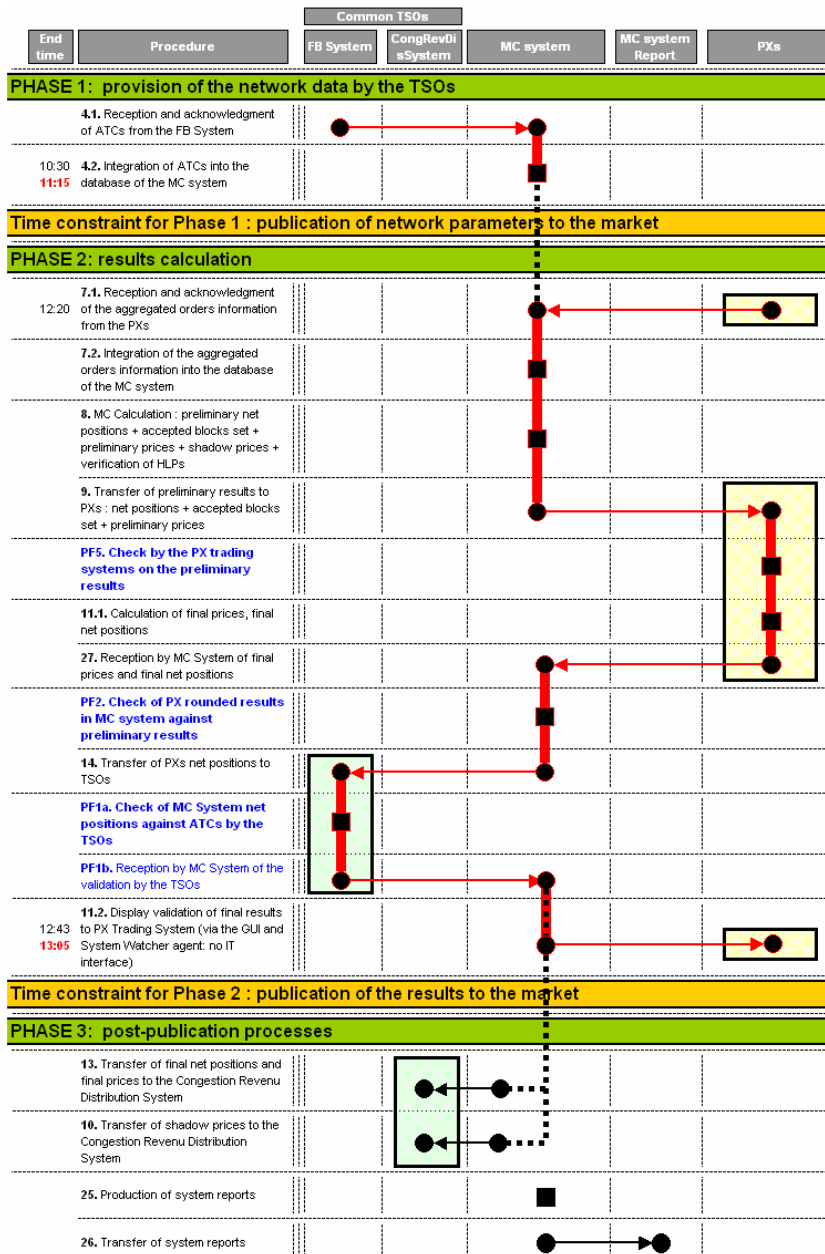 Common TSOs
End
time
Procedure
FB System
CongRevDi
sSystem
MC system
MC system
Report
PXs
PHASE 1: provision of the network data by the TSOs
4.1. Reception and acknowledgment
of ATCs from the FB System
10:30 4.2. Integration of ATCs into the
11:15 database of the MC system
Time constraint for Phase 1 : publication of network parameters to the market
PHASE 2: results calculation
7.1. Reception and acknowledgment
12:20 of the aggregated orders information
from the PXs
7.2. Integration of the aggregated
orders information into the database
of the MC system
8. MC Calculation : preliminary net
positions + accepted blocks set +
preliminary prices + shadow prices +
verification of HLPs
9. Transfer of preliminary results to
PXs : net positions + accepted blocks
set + preliminary prices
PF5. Check by the PX trading
systems on the preliminary
results
11.1. Calculation of final prices, final
net positions
27. Reception by MC System of final
prices and final net positions
PF2. Check of PX rounded results
in MC system against
preliminary results
14. Transfer of PXs net positions to
TSOs
PF1a. Check of MC System net
positions against ATCs by the
TSOs
PF1b. Reception by MC System of the
validation by the TSOs
11.2. Display validation of final results
12:43 to PX Trading System (via the GUI and
13:05 System Watcher agent: no IT
interface)
Time constraint for Phase 2 : publication of the results to the market
PHASE 3: post-publication processes
13. Transfer of final net positions and
final prices to the Congestion Revenu
Distribution System
10. Transfer of shadow prices to the
Congestion Revenu Distribution
System
25. Production of system reports
26. Transfer of system reports